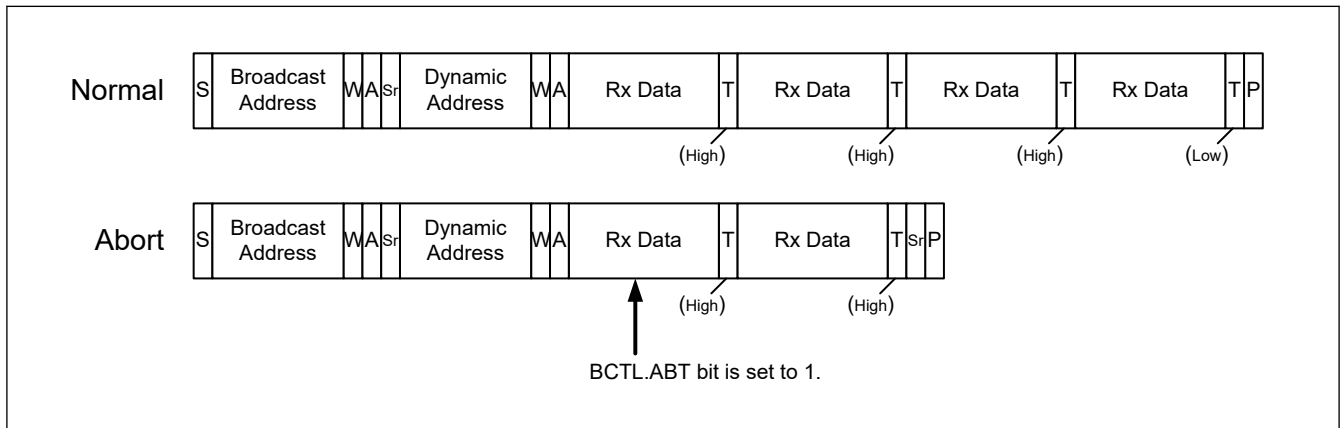 Normal S Broadcast Address W A Sr Dynamic Address W A Rx Data T Rx Data T Rx Data T Rx Data T P
(High) (High) (High) (Low)
Abort S Broadcast Address W A Sr Dynamic Address W A Rx Data T Rx Data T Sr P
(High) (High)
BCTL.ABT bit is set to 1.